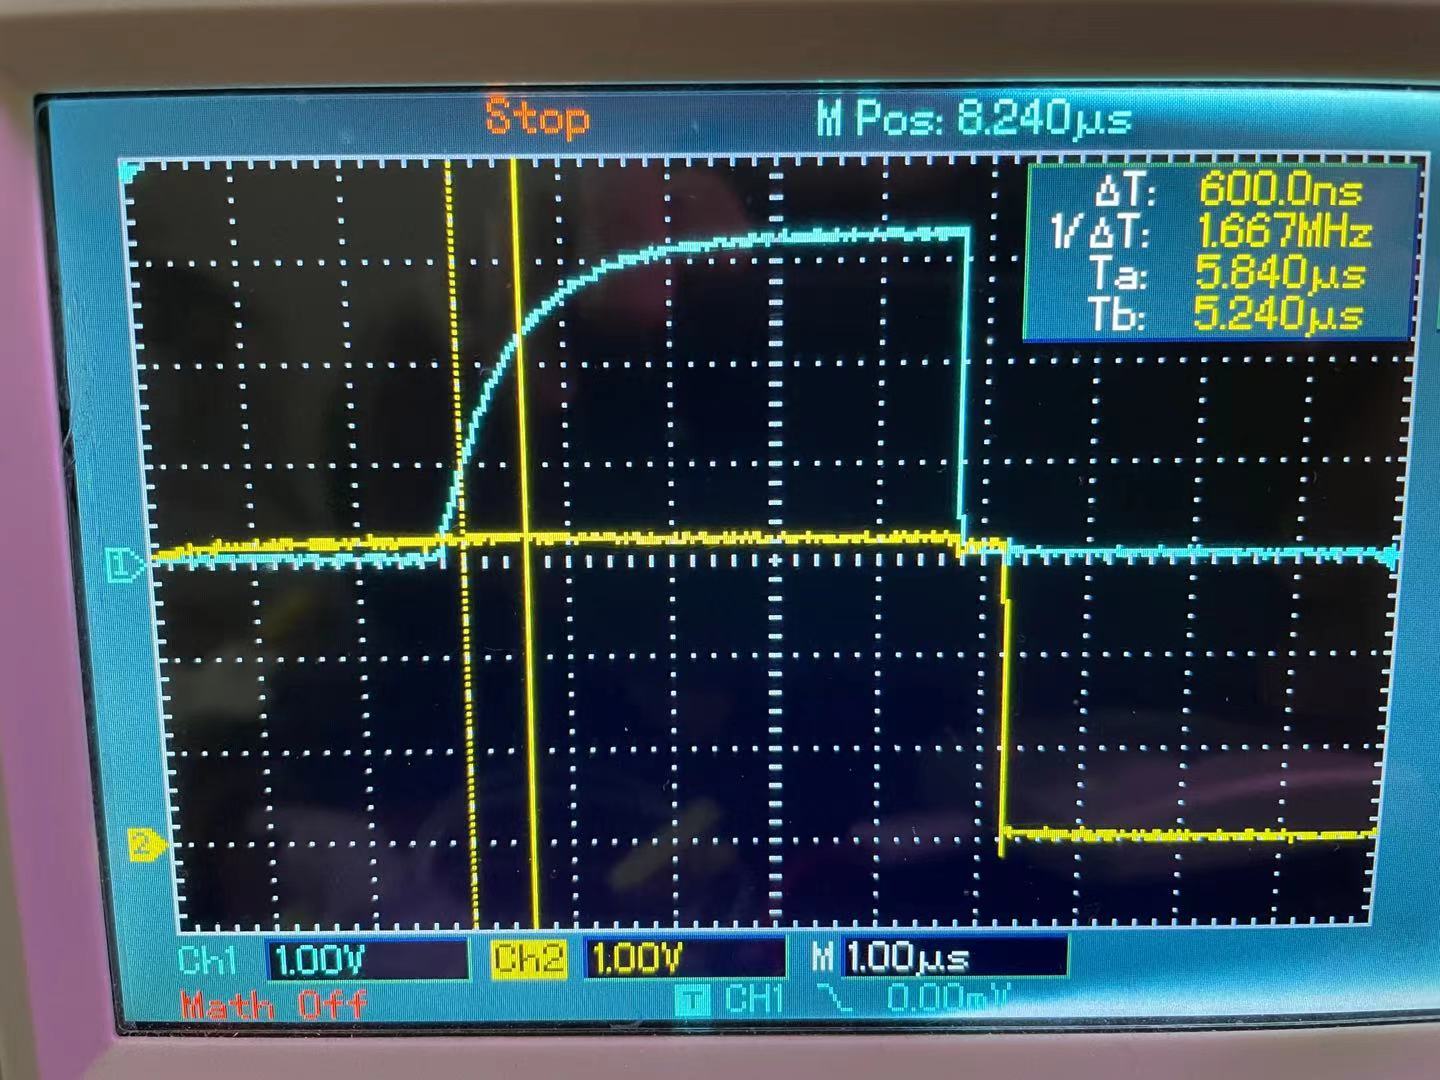 Stop M Pos: 8.240μs
ΔT: 600.0ns
1/ΔT: 1.667MHz
Ta: 5.840μs
Tb: 5.240μs
1
2
Ch1 1.00V Ch2 1.00V M 1.00μs
Math Off T CH1 0.00mV